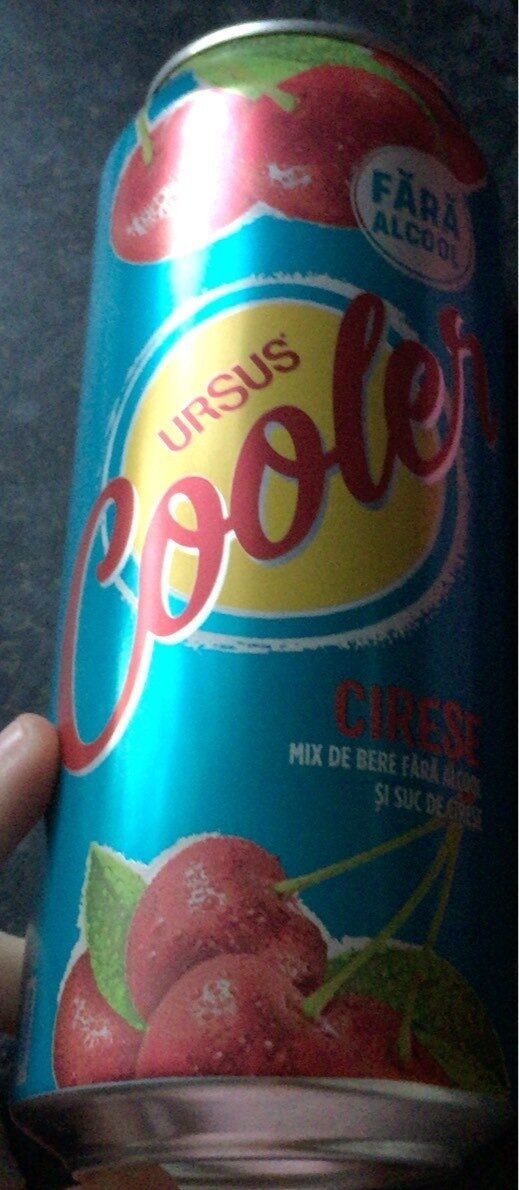 FĂRĂ
ALCOOL
URSUS
Cooler
CIREȘE
MIX DE BERE FĂRĂ ALCOOL
ȘI SUC DE CIREȘE